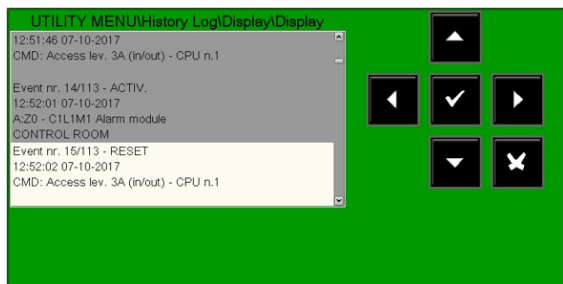 UTILITY MENU\History Log\Display\Display
12:51:46 07-10-2017
CMD: Access lev. 3A (in/out) - CPU n.1
Event nr. 14/113 - ACTIV.
12:52:01 07-10-2017
A:Z0 - C1L1M1 Alarm module
CONTROL ROOM
Event nr. 15/113 - RESET
12:52:02 07-10-2017
CMD: Access lev. 3A (in/out) - CPU n.1